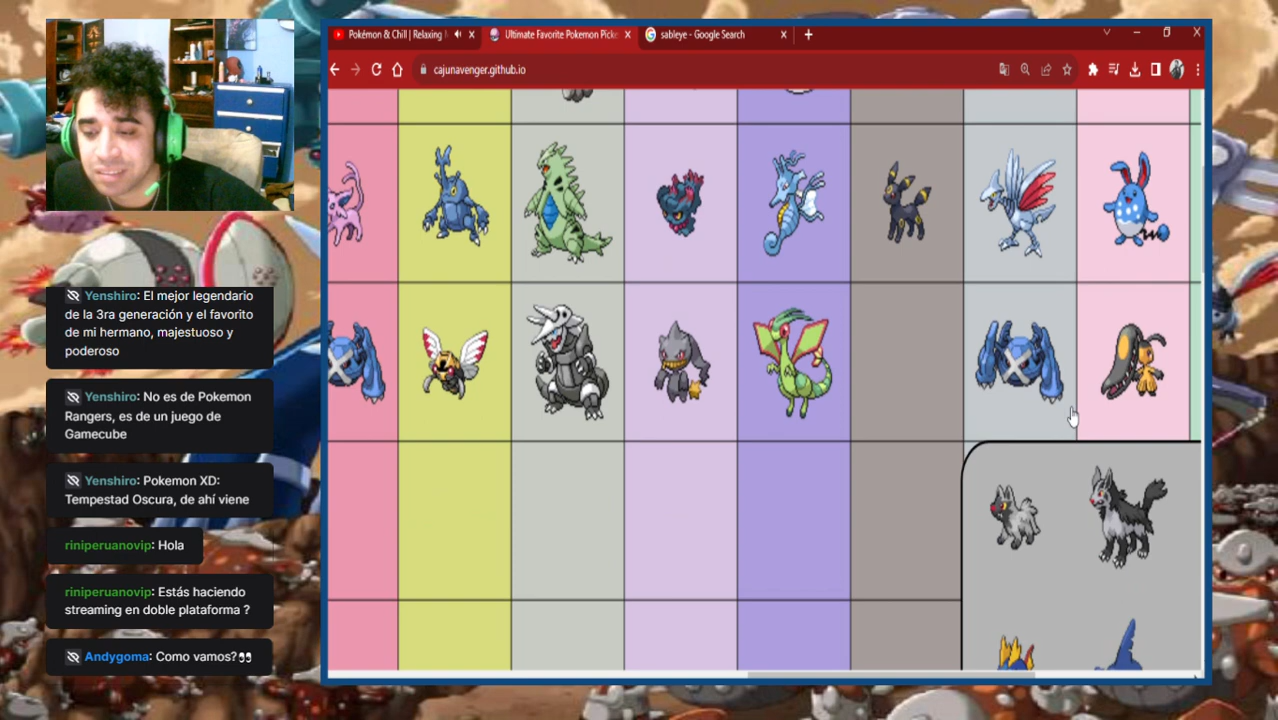 Pokémon & Chill | Relaxing
Ultimate Favorite Pokemon Picke
sableye - Google Search
cajunavenger.github.io
Yenshiro: El mejor legendario
de la 3ra generación y el favorito
de mi hermano, majestuoso y
poderoso
Yenshiro: No es de Pokemon
Rangers, es de un juego de
Gamecube
Yenshiro: Pokemon XD:
Tempestad Oscura, de ahí viene
riniperuanovip: Hola
riniperuanovip: Estás haciendo
streaming en doble plataforma ?
Andygoma: Como vamos?👀